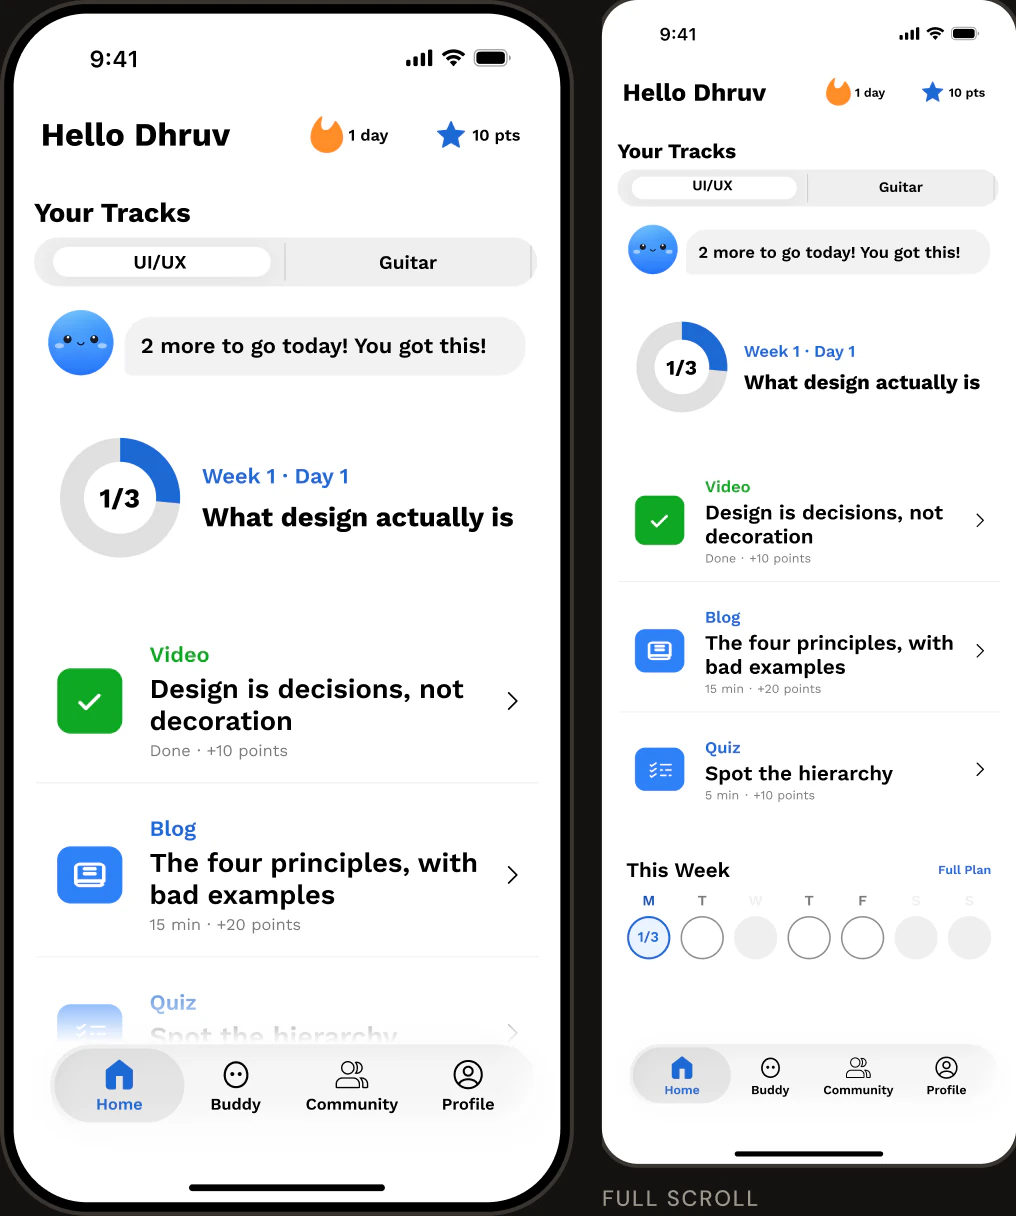 9:41
Hello Dhruv
1 day
10 pts
Your Tracks
UI/UX
Guitar
2 more to go today! You got this!
1/3
Week 1 · Day 1
What design actually is
Video
Design is decisions, not
decoration
Done · +10 points
Blog
The four principles, with
bad examples
15 min · +20 points
Quiz
Spot the hierarchy
Home
Buddy
Community
Profile
9:41
Hello Dhruv
1 day
10 pts
Your Tracks
UI/UX
Guitar
2 more to go today! You got this!
1/3
Week 1 · Day 1
What design actually is
Video
Design is decisions, not
decoration
Done · +10 points
Blog
The four principles, with
bad examples
15 min · +20 points
Quiz
Spot the hierarchy
5 min · +10 points
This Week
Full Plan
M T W T F S S
1/3
Home
Buddy
Community
Profile
FULL SCROLL